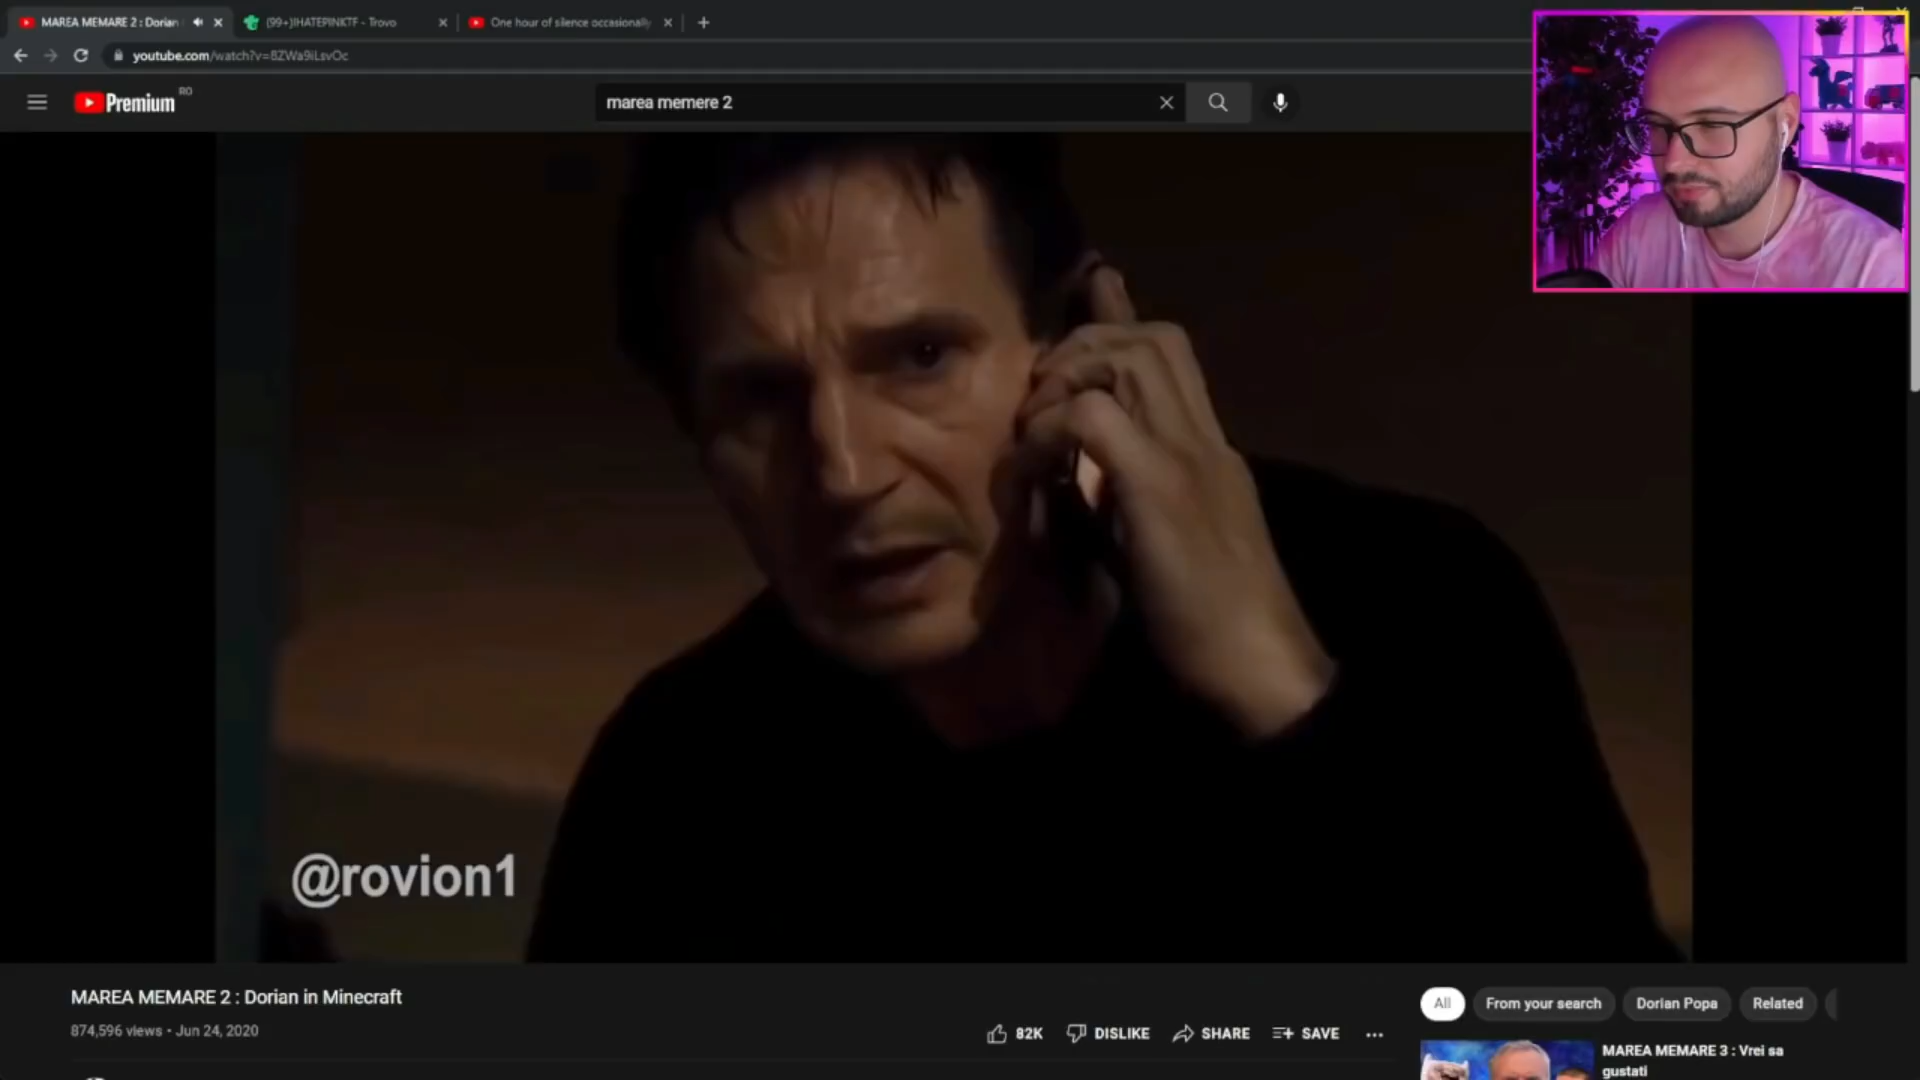 MAREA MEMARE 2 : Dorian
(99+)IHATEPINKTF - Trovo
One hour of silence occasionally
youtube.com/watch?v=8ZWa9iLsvOc
Premium RO
marea memere 2
@rovion1
MAREA MEMARE 2 : Dorian in Minecraft
874,596 views • Jun 24, 2020
82K
DISLIKE
SHARE
SAVE
All
From your search
Dorian Popa
Related
MAREA MEMARE 3 : Vrei sa
gustati